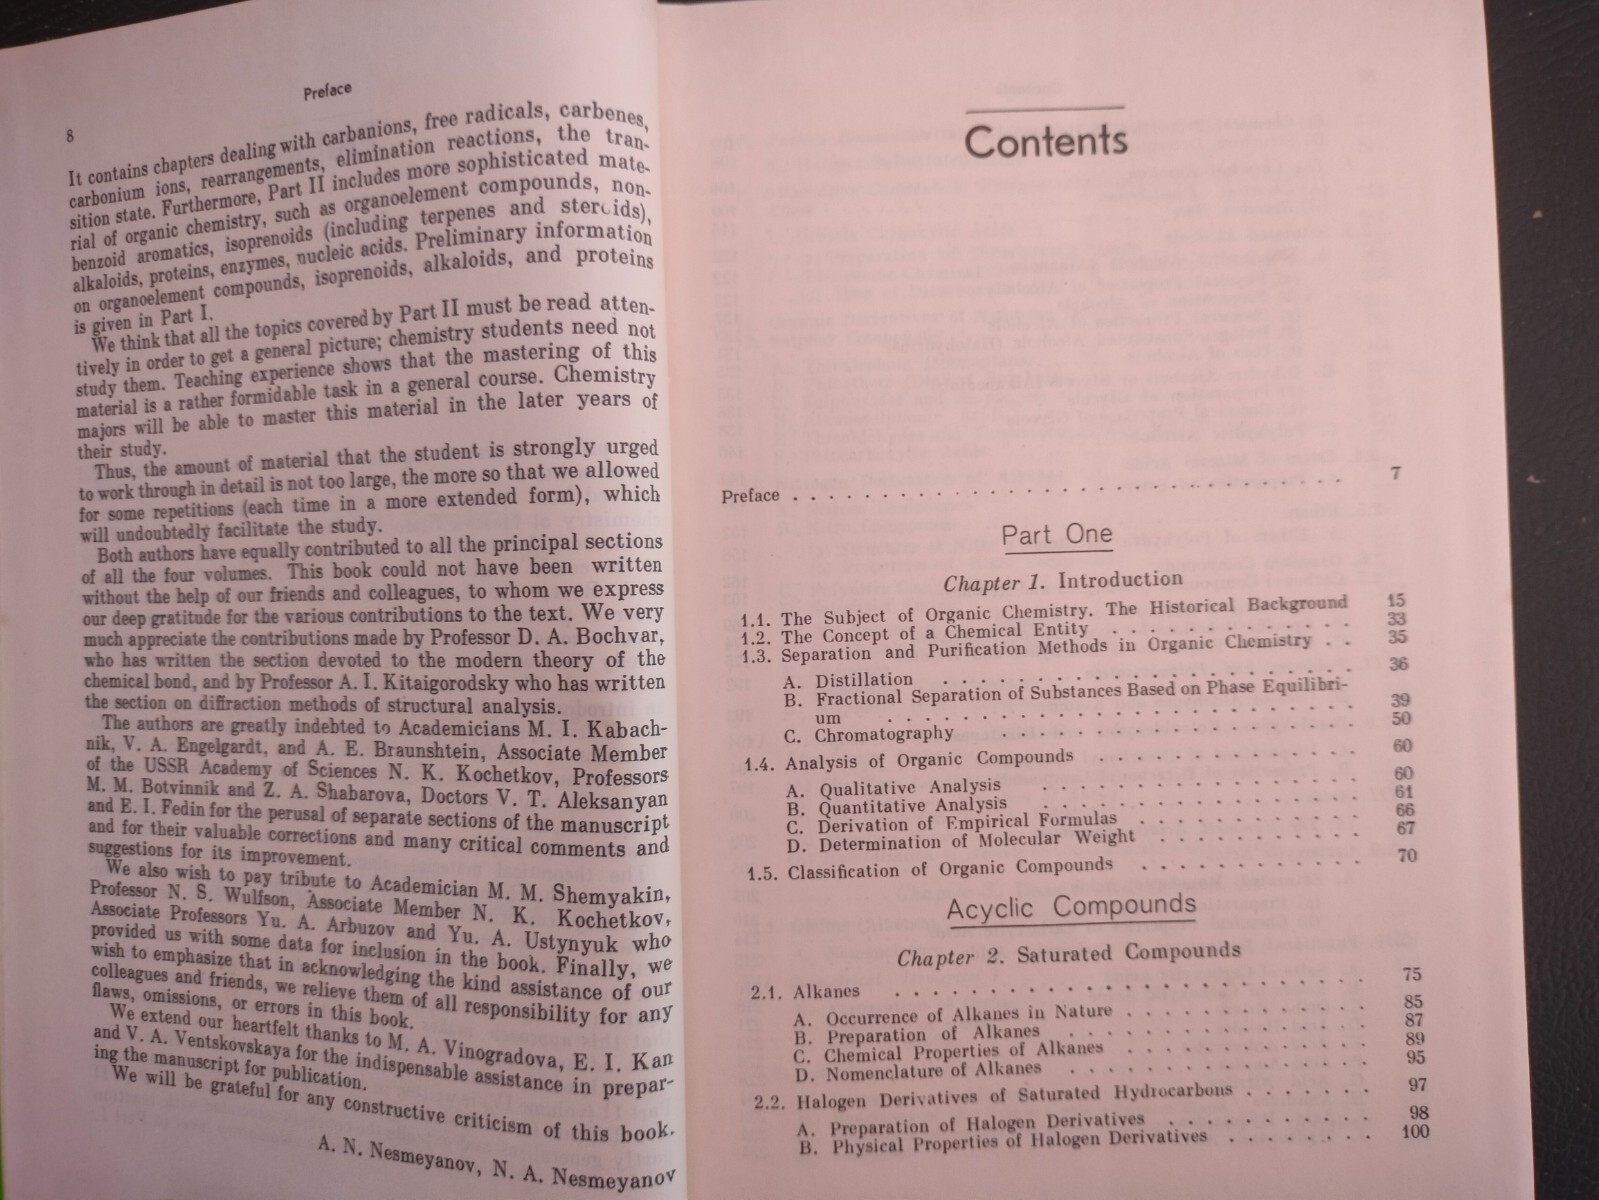 Preface
8
It contains chapters dealing with carbanions, free radicals, carbenes,
carbonium ions, rearrangements, elimination reactions, the tran-
sition state. Furthermore, Part II includes more sophisticated mate-
rial of organic chemistry, such as organoelement compounds, non-
benzoid aromatics, isoprenoids (including terpenes and steroids),
alkaloids, proteins, enzymes, nucleic acids. Preliminary information
on organoelement compounds, isoprenoids, alkaloids, and proteins
is given in Part I.
We think that all the topics covered by Part II must be read atten-
tively in order to get a general picture; chemistry students need not
study them. Teaching experience shows that the mastering of this
material is a rather formidable task in a general course. Chemistry
majors will be able to master this material in the later years of
their study.
Thus, the amount of material that the student is strongly urged
to work through in detail is not too large, the more so that we allowed
for some repetitions (each time in a more extended form), which
will undoubtedly facilitate the study.
Both authors have equally contributed to all the principal sections
of all the four volumes. This book could not have been written
without the help of our friends and colleagues, to whom we express
our deep gratitude for the various contributions to the text. We very
much appreciate the contributions made by Professor D. A. Bochvar,
who has written the section devoted to the modern theory of the
chemical bond, and by Professor A. I. Kitaigorodsky who has written
the section on diffraction methods of structural analysis.
The authors are greatly indebted to Academicians M. I. Kabach-
nik, V. A. Engelgardt, and A. E. Braunshtein, Associate Member
of the USSR Academy of Sciences N. K. Kochetkov, Professors
M. M. Botvinnik and Z. A. Shabarova, Doctors V. T. Aleksanyan
and E. I. Fedin for the perusal of separate sections of the manuscript
and for their valuable corrections and many critical comments and
suggestions for its improvement.
We also wish to pay tribute to Academician M. M. Shemyakin,
Professor N. S. Wulfson, Associate Member N. K. Kochetkov,
Associate Professors Yu. A. Arbuzov and Yu. A. Ustynyuk who
provided us with some data for inclusion in the book. Finally, we
wish to emphasize that in acknowledging the kind assistance of our
colleagues and friends, we relieve them of all responsibility for any
flaws, omissions, or errors in this book.
We extend our heartfelt thanks to M. A. Vinogradova, E. I. Kan
and V. A. Ventskovskaya for the indispensable assistance in prepar-
ing the manuscript for publication.
We will be grateful for any constructive criticism of this book.
A. N. Nesmeyanov, N. A. Nesmeyanov
Contents
Preface . . . . . . . . . . . . . . . . . . . . 7
Part One
Chapter 1. Introduction
1.1. The Subject of Organic Chemistry. The Historical Background 15
1.2. The Concept of a Chemical Entity . . . . . . . . . . . 33
1.3. Separation and Purification Methods in Organic Chemistry . . 35
A. Distillation . . . . . . . . . . . . . . . 36
B. Fractional Separation of Substances Based on Phase Equilibri-
um . . . . . . . . . . . . . . . . . . 39
C. Chromatography . . . . . . . . . . . . . . 50
1.4. Analysis of Organic Compounds . . . . . . . . . . . 60
A. Qualitative Analysis . . . . . . . . . . . . 60
B. Quantitative Analysis . . . . . . . . . . . . 61
C. Derivation of Empirical Formulas . . . . . . . . 66
D. Determination of Molecular Weight . . . . . . . . 67
1.5. Classification of Organic Compounds . . . . . . . . . 70
Acyclic Compounds
Chapter 2. Saturated Compounds
2.1. Alkanes . . . . . . . . . . . . . . . . . . 75
A. Occurrence of Alkanes in Nature . . . . . . . . . 85
B. Preparation of Alkanes . . . . . . . . . . . 87
C. Chemical Properties of Alkanes . . . . . . . . . 89
D. Nomenclature of Alkanes . . . . . . . . . . . 95
2.2. Halogen Derivatives of Saturated Hydrocarbons . . . . . . 97
A. Preparation of Halogen Derivatives . . . . . . . . 98
B. Physical Properties of Halogen Derivatives . . . . . . 100